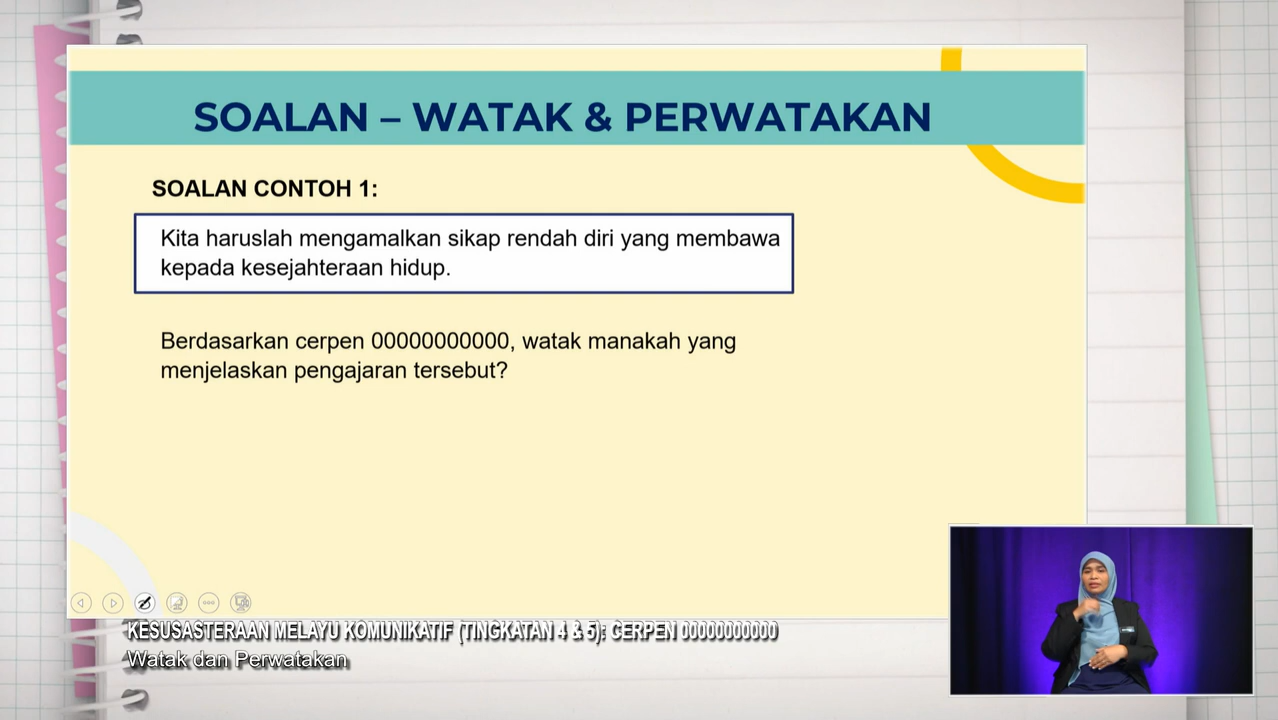 SOALAN – WATAK & PERWATAKAN
SOALAN CONTOH 1:
Kita haruslah mengamalkan sikap rendah diri yang membawa
kepada kesejahteraan hidup.
Berdasarkan cerpen 00000000000, watak manakah yang
menjelaskan pengajaran tersebut?
KESUSASTERAAN MELAYU KOMUNIKATIF (TINGKATAN 4 & 5): CERPEN 00000000000
Watak dan Perwatakan